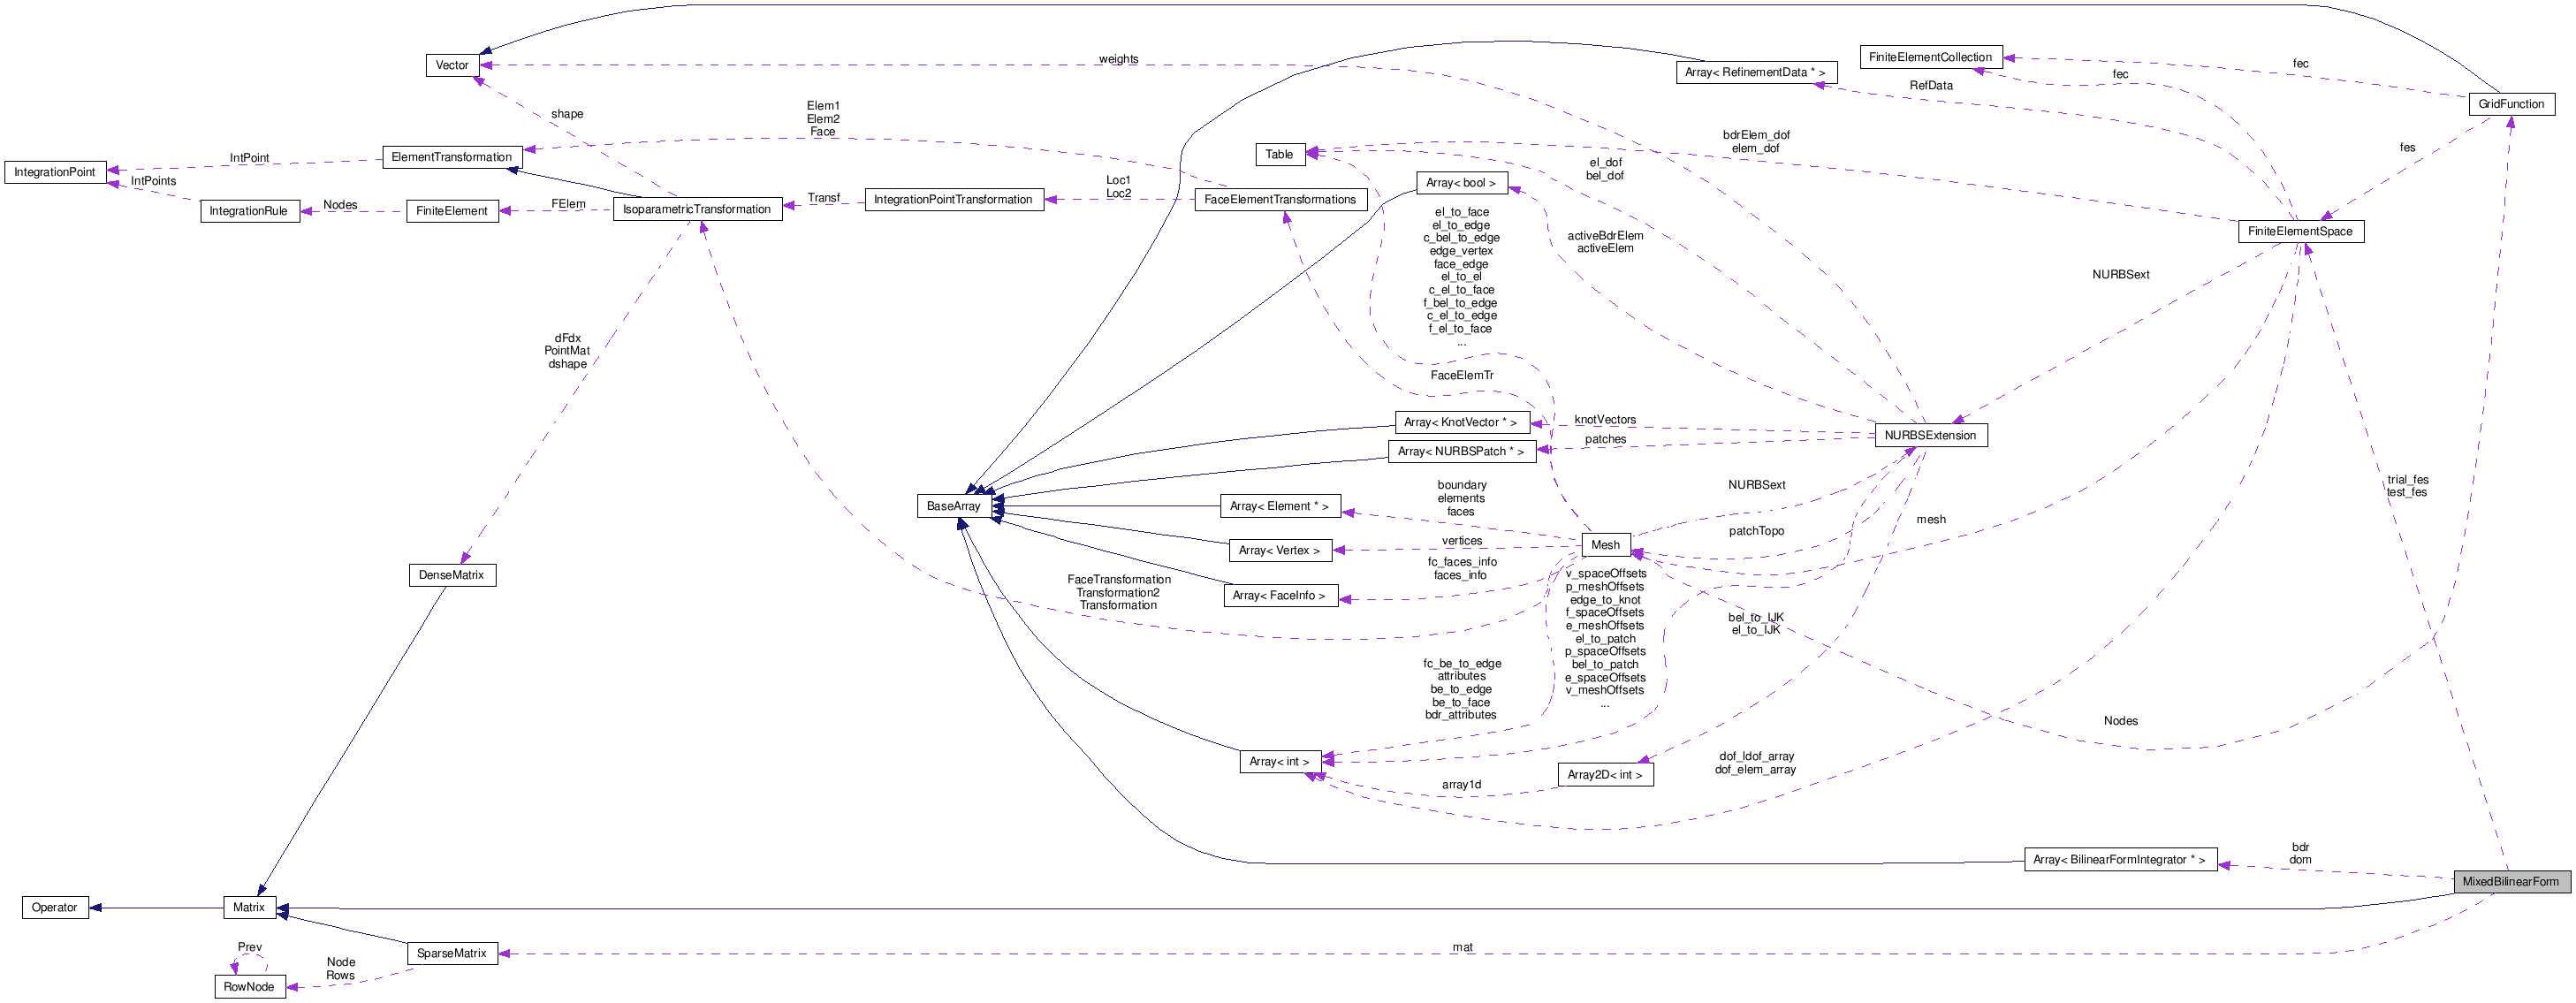 Vector
weights
Array< RefinementData * >
FiniteElementCollection
fec
fec
RefData
GridFunction
shape
Elem1
Elem2
Face
ElementTransformation
IntPoint
IntegrationPoint
IntPoints
IntegrationRule
Nodes
FiniteElement
FElem
IsoparametricTransformation
Transf
IntegrationPointTransformation
Loc1
Loc2
FaceElementTransformations
Table
bdrElem_dof
elem_dof
el_dof
bel_dof
fes
Array< bool >
FiniteElementSpace
activeBdrElem
activeElem
el_to_face
el_to_edge
c_bel_to_edge
edge_vertex
face_edge
el_to_el
c_el_to_face
f_bel_to_edge
c_el_to_edge
f_el_to_face
...
NURBSext
dFdx
PointMat
dshape
FaceElemTr
Array< KnotVector * >
knotVectors
NURBSExtension
Array< NURBSPatch * >
patches
BaseArray
Array< Element * >
boundary
elements
faces
NURBSext
trial_fes
test_fes
mesh
patchTopo
Array< Vertex >
vertices
Mesh
fc_faces_info
faces_info
Array< FaceInfo >
DenseMatrix
FaceTransformation
Transformation2
Transformation
v_spaceOffsets
p_meshOffsets
edge_to_knot
f_spaceOffsets
e_meshOffsets
el_to_patch
p_spaceOffsets
bel_to_patch
e_spaceOffsets
v_meshOffsets
...
bel_to_IJK
el_to_IJK
fc_be_to_edge
attributes
be_to_edge
be_to_face
bdr_attributes
Nodes
Array< int >
Array2D< int >
array1d
dof_ldof_array
dof_elem_array
Array< BilinearFormIntegrator * >
bdr
dom
MixedBilinearForm
Operator
Matrix
SparseMatrix
mat
Prev
Node
Rows
RowNode